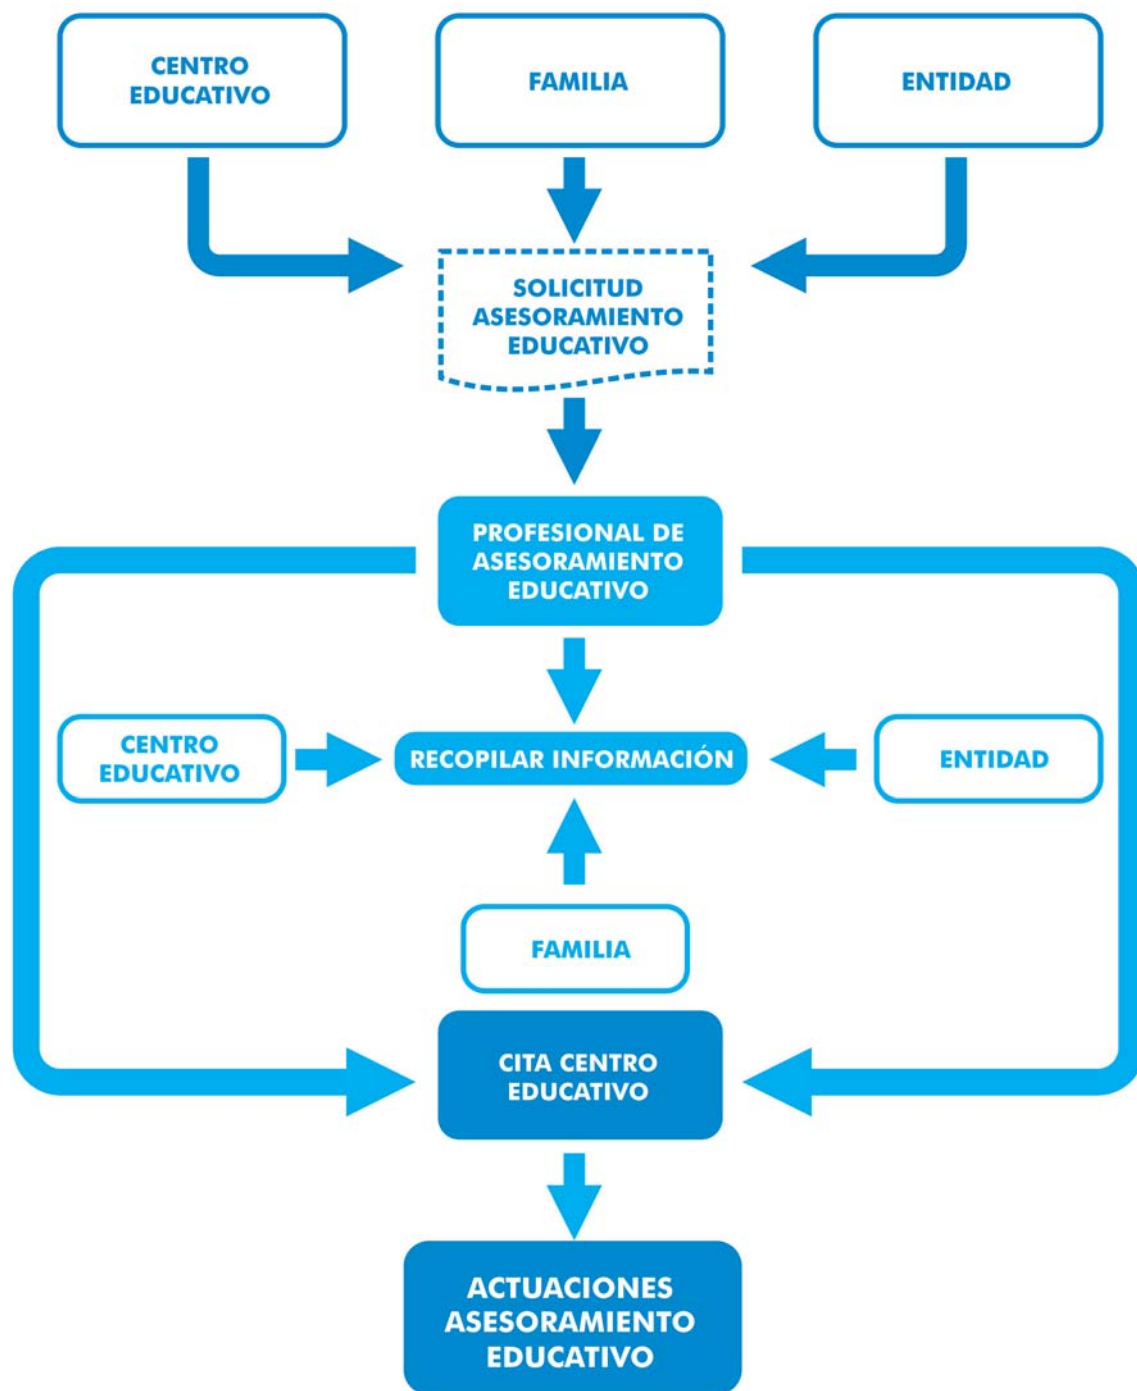 CENTRO
EDUCATIVO
FAMILIA
ENTIDAD
SOLICITUD
ASESORAMIENTO
EDUCATIVO
PROFESIONAL DE
ASESORAMIENTO
EDUCATIVO
CENTRO
EDUCATIVO
RECOPILAR INFORMACIÓN
ENTIDAD
FAMILIA
CITA CENTRO
EDUCATIVO
ACTUACIONES
ASESORAMIENTO
EDUCATIVO